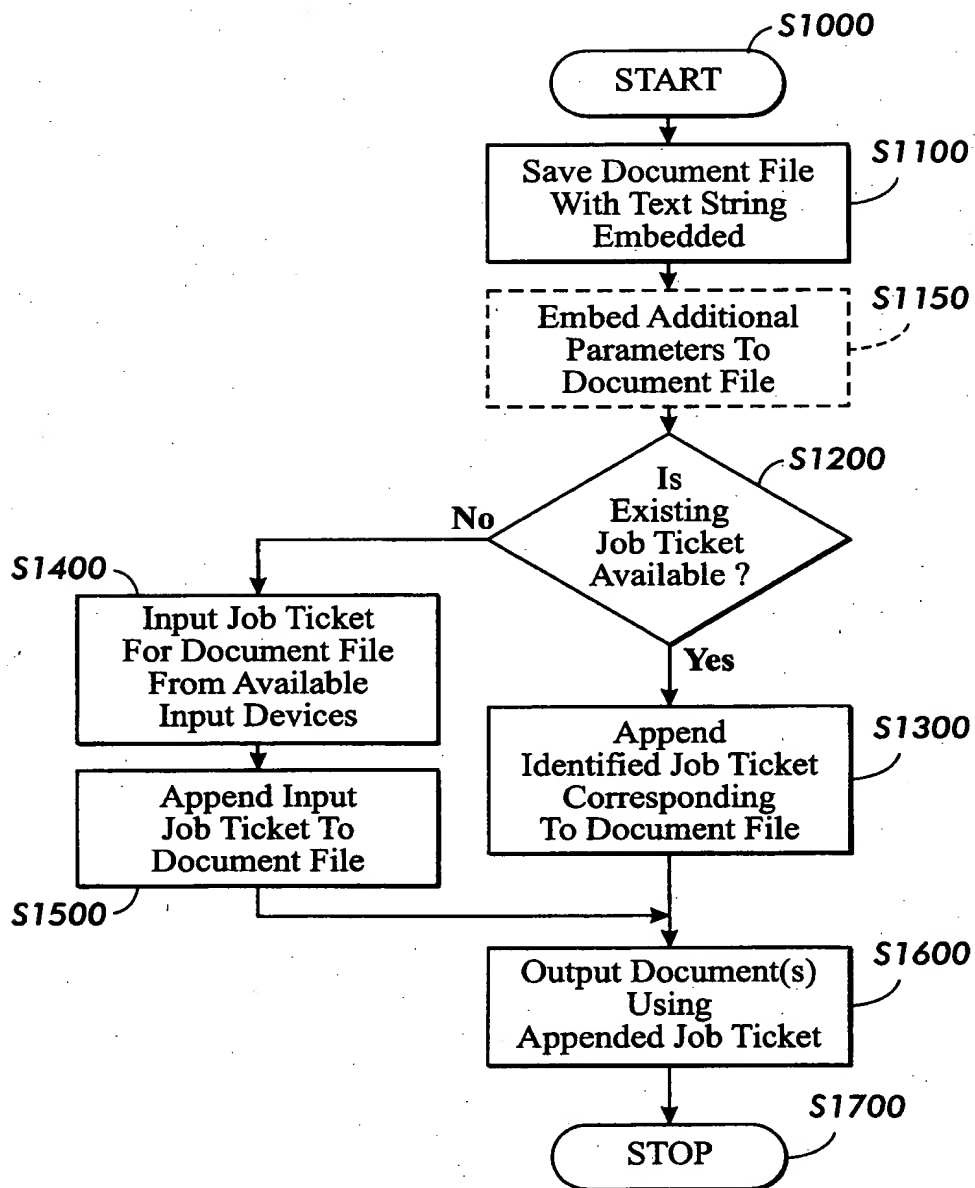 S1000
START
S1100
Save Document File
With Text String
Embedded
S1150
Embed Additional
Parameters To
Document File
S1200
Is
Existing
Job Ticket
Available ?
No
Yes
S1400
Input Job Ticket
For Document File
From Available
Input Devices
S1300
Append
Identified Job Ticket
Corresponding
To Document File
Append Input
Job Ticket To
Document File
S1500
S1600
Output Document(s)
Using
Appended Job Ticket
S1700
STOP